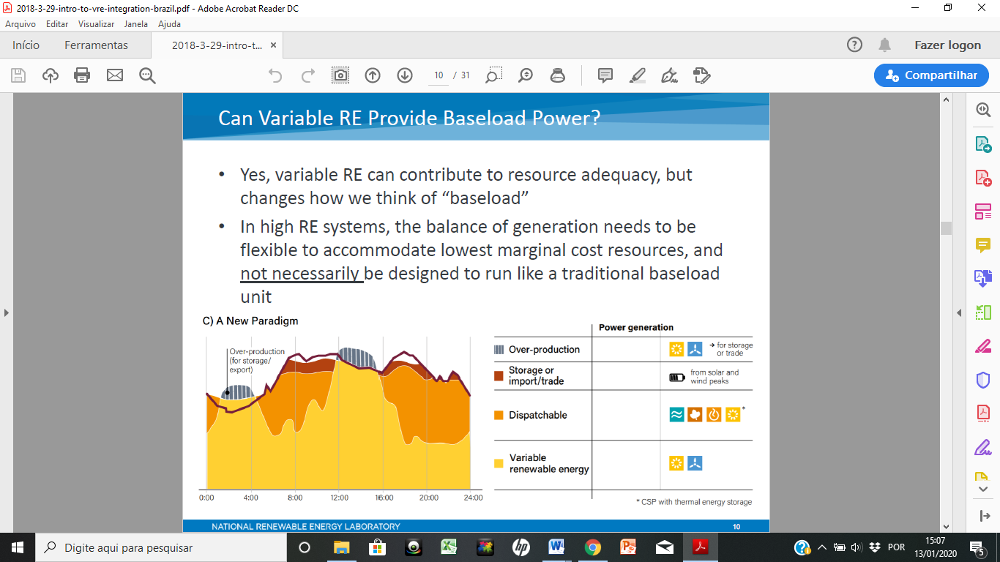 2018-3-29-intro-to-vre-integration-brazil.pdf - Adobe Acrobat Reader DC
Arquivo Editar Visualizar Janela Ajuda
Início Ferramentas 2018-3-29-intro-t... × Fazer logon
10 / 31 Compartilhar
Can Variable RE Provide Baseload Power?
• Yes, variable RE can contribute to resource adequacy, but
changes how we think of “baseload”
• In high RE systems, the balance of generation needs to be
flexible to accommodate lowest marginal cost resources, and
not necessarily be designed to run like a traditional baseload
unit
C) A New Paradigm
Over-production
(for storage/
export)
0:00 4:00 8:00 12:00 16:00 20:00 24:00
Power generation
Over-production → for storage
or trade
Storage or
import/trade
from solar and
wind peaks
Dispatchable *
Variable
renewable energy
* CSP with thermal energy storage
NATIONAL RENEWABLE ENERGY LABORATORY 10
Digite aqui para pesquisar
POR
15:07
13/01/2020
5